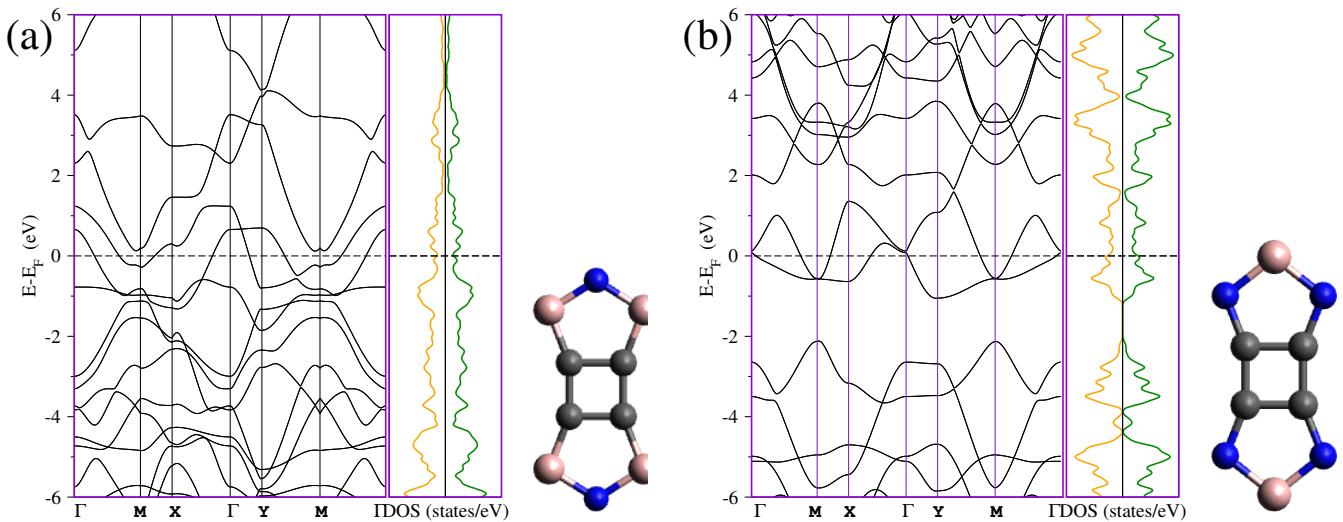 (a)
6
4
2
0
-2
-4
-6
E-E_F (eV)
Γ M X Γ Y M Γ
DOS (states/eV)
(b)
6
4
2
0
-2
-4
-6
E-E_F (eV)
Γ M X Γ Y M Γ
DOS (states/eV)